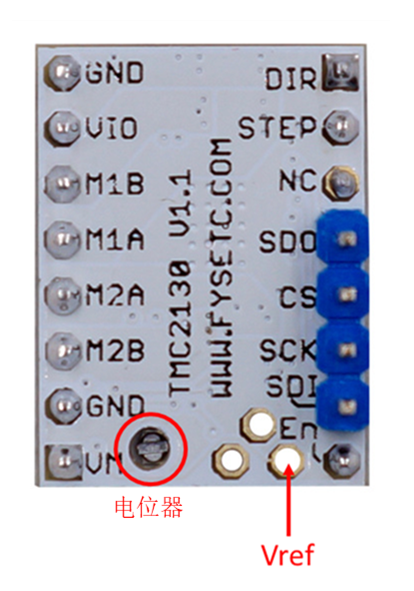 GND
DIR
VIO
STEP
M1B
NC
M1A
SDO
M2A
CS
M2B
SCK
GND
SDI
VM
En
TMC2130 V1.1
WWW.FYSETC.COM
电位器
Vref